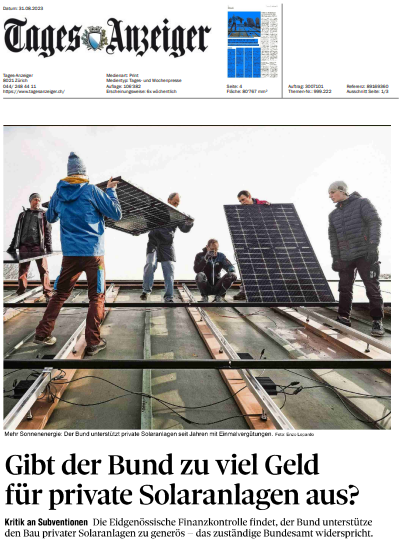 Datum: 31.08.2023
Tages Anzeiger
Tages-Anzeiger
8021 Zürich
044/ 248 44 11
https://www.tagesanzeiger.ch/
Medienart: Print
Medientyp: Tages- und Wochenpresse
Auflage: 106'382
Erscheinungsweise: 6x wöchentlich
Seite: 4
Fläche: 80'767 mm²
Auftrag: 3007101
Themen-Nr.: 999.222
Referenz: 89169360
Ausschnitt Seite: 1/3
Mehr Sonnenenergie: Der Bund unterstützt private Solaranlagen seit Jahren mit Einmalvergütungen. Foto: Enzo Lopardo
Gibt der Bund zu viel Geld
für private Solaranlagen aus?
Kritik an Subventionen Die Eidgenössische Finanzkontrolle findet, der Bund unterstütze
den Bau privater Solaranlagen zu generös – das zuständige Bundesamt widerspricht.